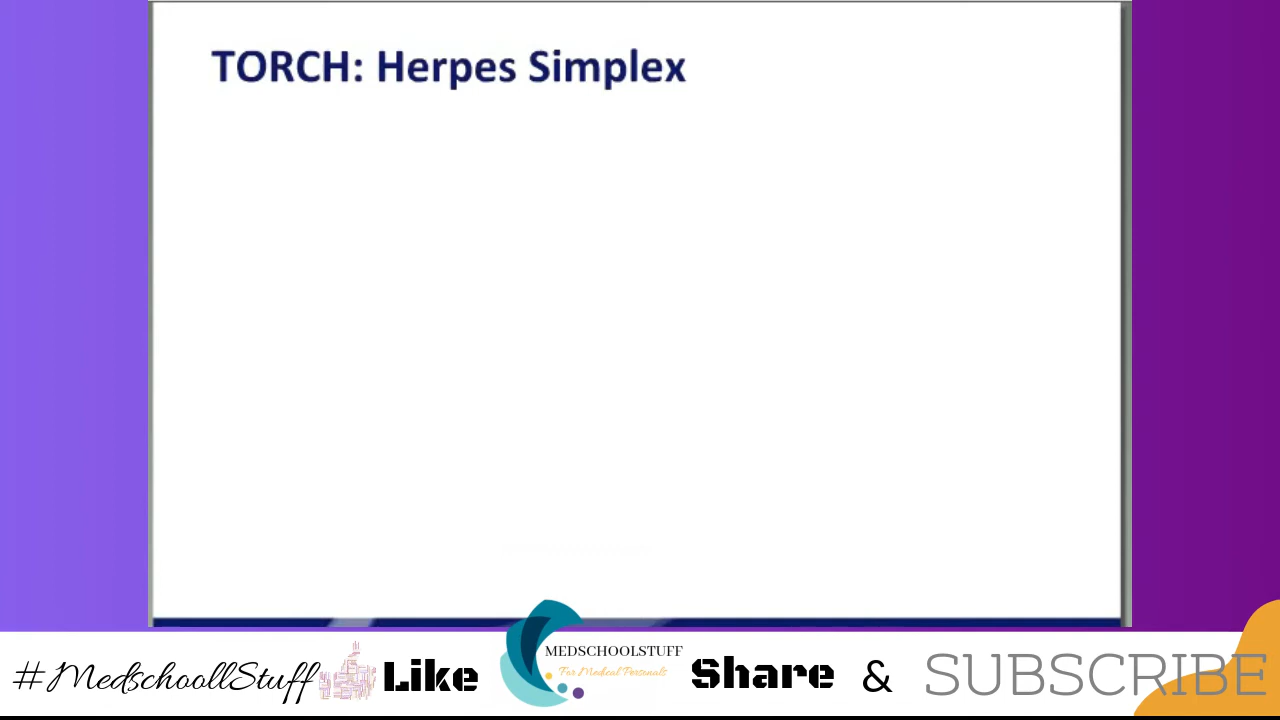 TORCH: Herpes Simplex
#MedschoollStuff Like MEDSCHOOLSTUFF Share & SUBSCRIBE
For Medical Personals